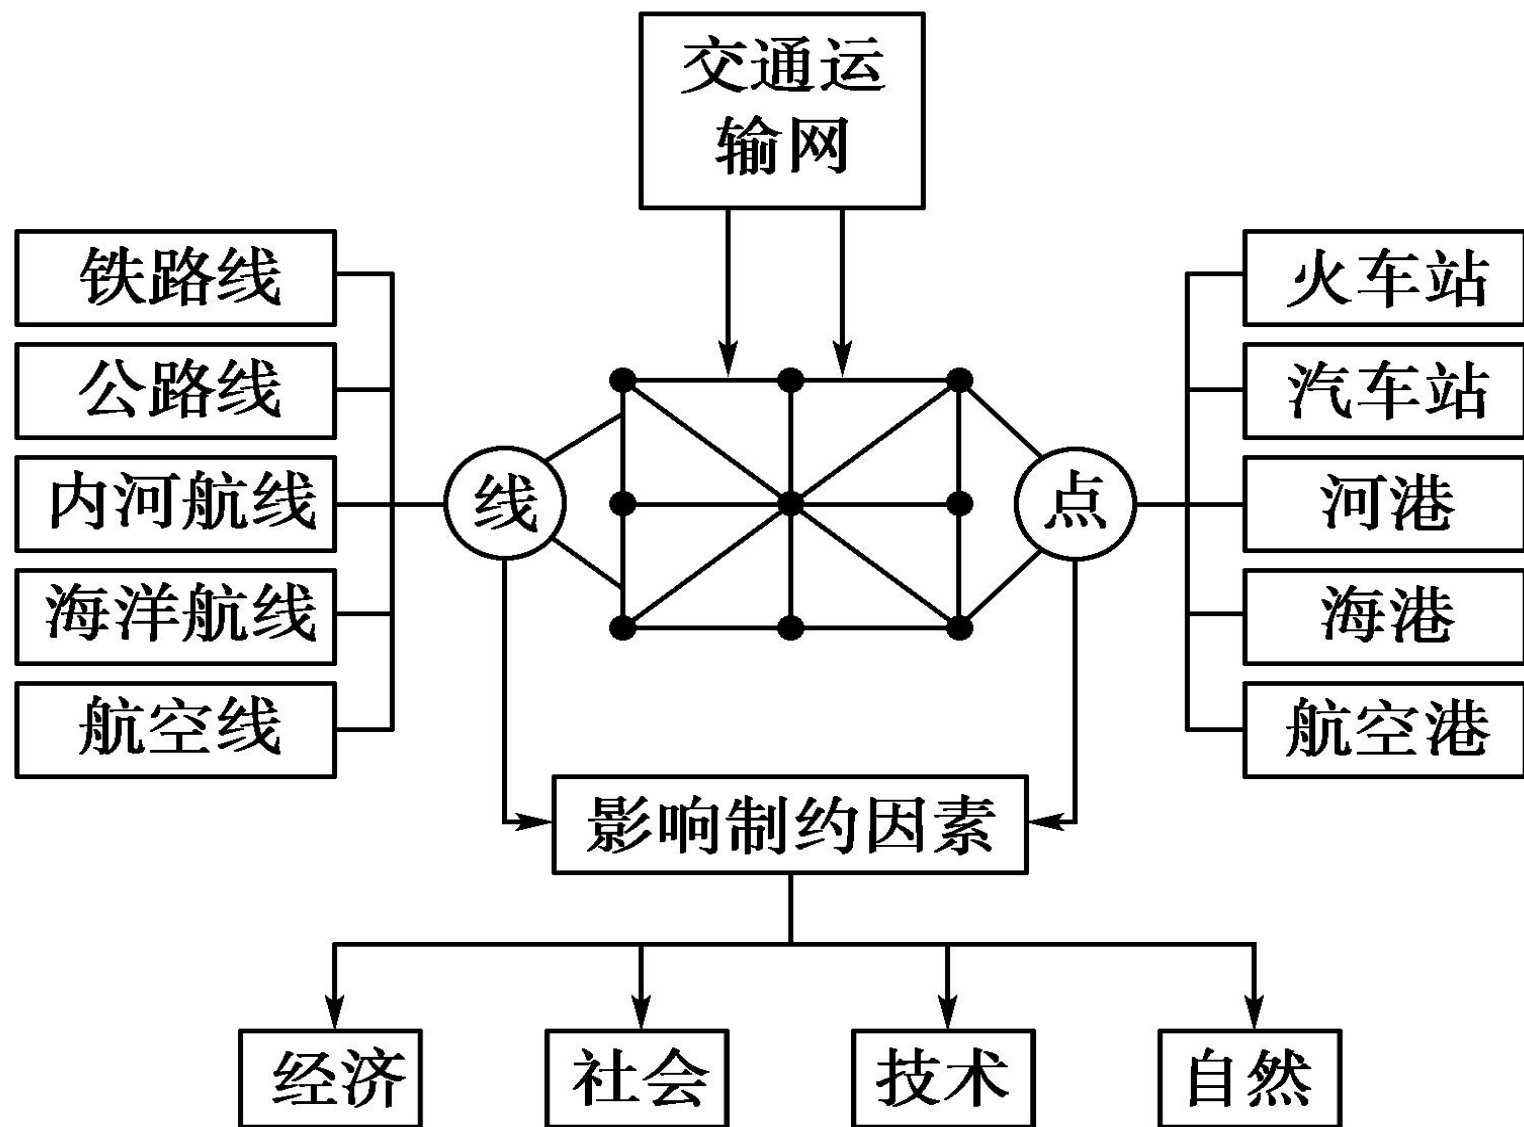 交通运
输网
铁路线
公路线
内河航线
海洋航线
航空线
线
点
火车站
汽车站
河港
海港
航空港
影响制约因素
经济
社会
技术
自然